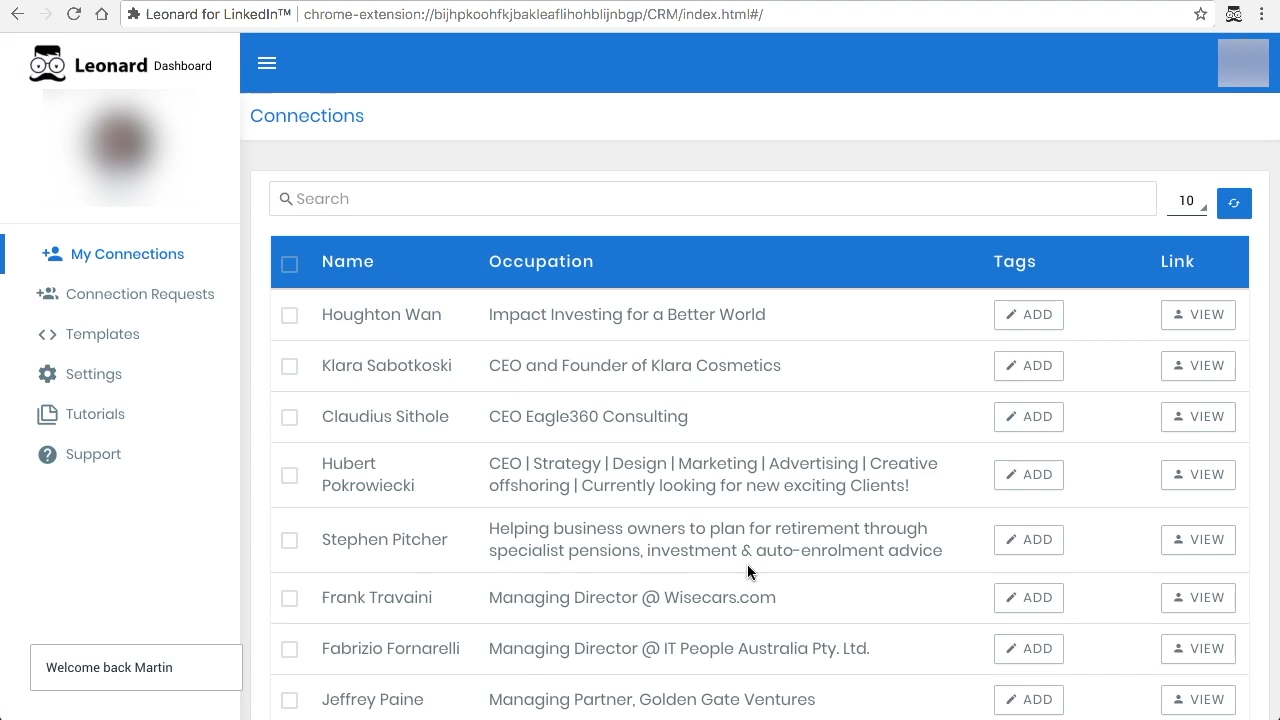 Leonard for LinkedIn™ | chrome-extension://bijhpkoohfkjbakleaflihohblijnbgp/CRM/index.html#/
Leonard Dashboard
Connections
Search
10
Name Occupation Tags Link
My Connections
Connection Requests
Templates
Settings
Tutorials
Support
Welcome back Martin
Houghton Wan Impact Investing for a Better World ADD VIEW
Klara Sabotkoski CEO and Founder of Klara Cosmetics ADD VIEW
Claudius Sithole CEO Eagle360 Consulting ADD VIEW
Hubert CEO | Strategy | Design | Marketing | Advertising | Creative
Pokrowiecki offshoring | Currently looking for new exciting Clients! ADD VIEW
Helping business owners to plan for retirement through
Stephen Pitcher specialist pensions, investment & auto-enrolment advice ADD VIEW
Frank Travaini Managing Director @ Wisecars.com ADD VIEW
Fabrizio Fornarelli Managing Director @ IT People Australia Pty. Ltd. ADD VIEW
Jeffrey Paine Managing Partner, Golden Gate Ventures ADD VIEW